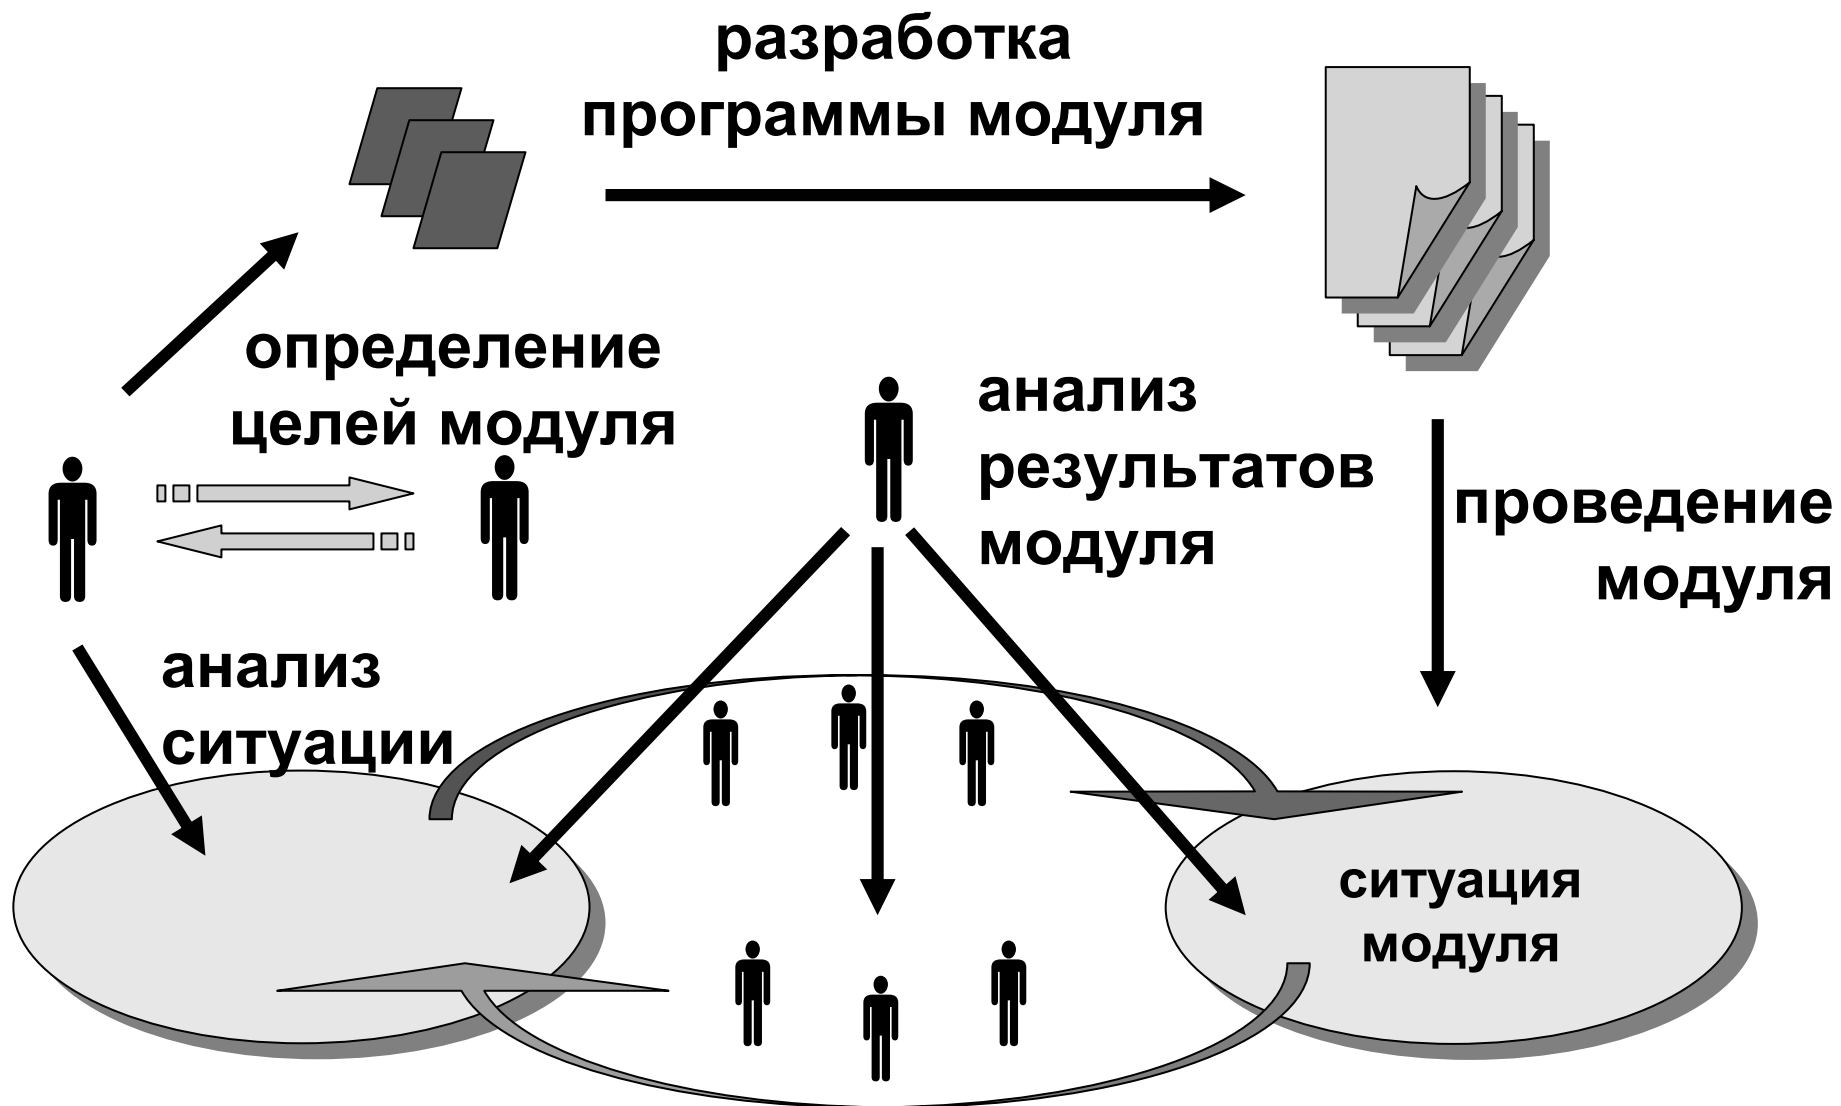 разработка
программы модуля
определение
целей модуля
анализ
результатов
модуля
проведение
модуля
анализ
ситуации
ситуация
модуля